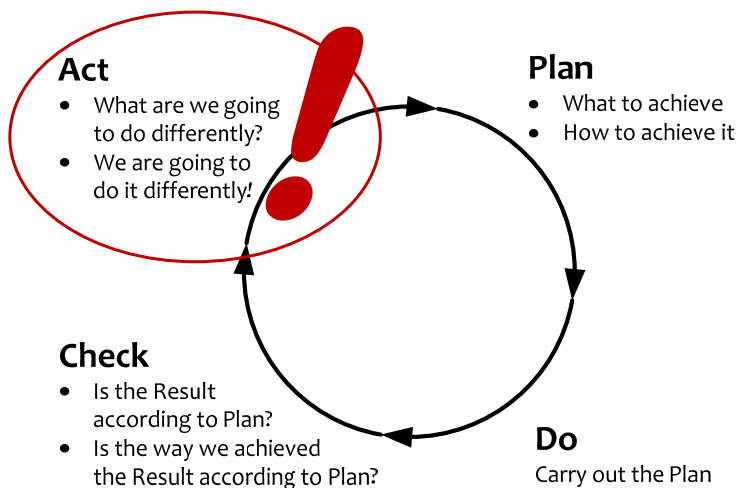 Act
• What are we going
to do differently?
• We are going to
do it differently!
Plan
• What to achieve
• How to achieve it
Do
Carry out the Plan
Check
• Is the Result
according to Plan?
• Is the way we achieved
the Result according to Plan?
!